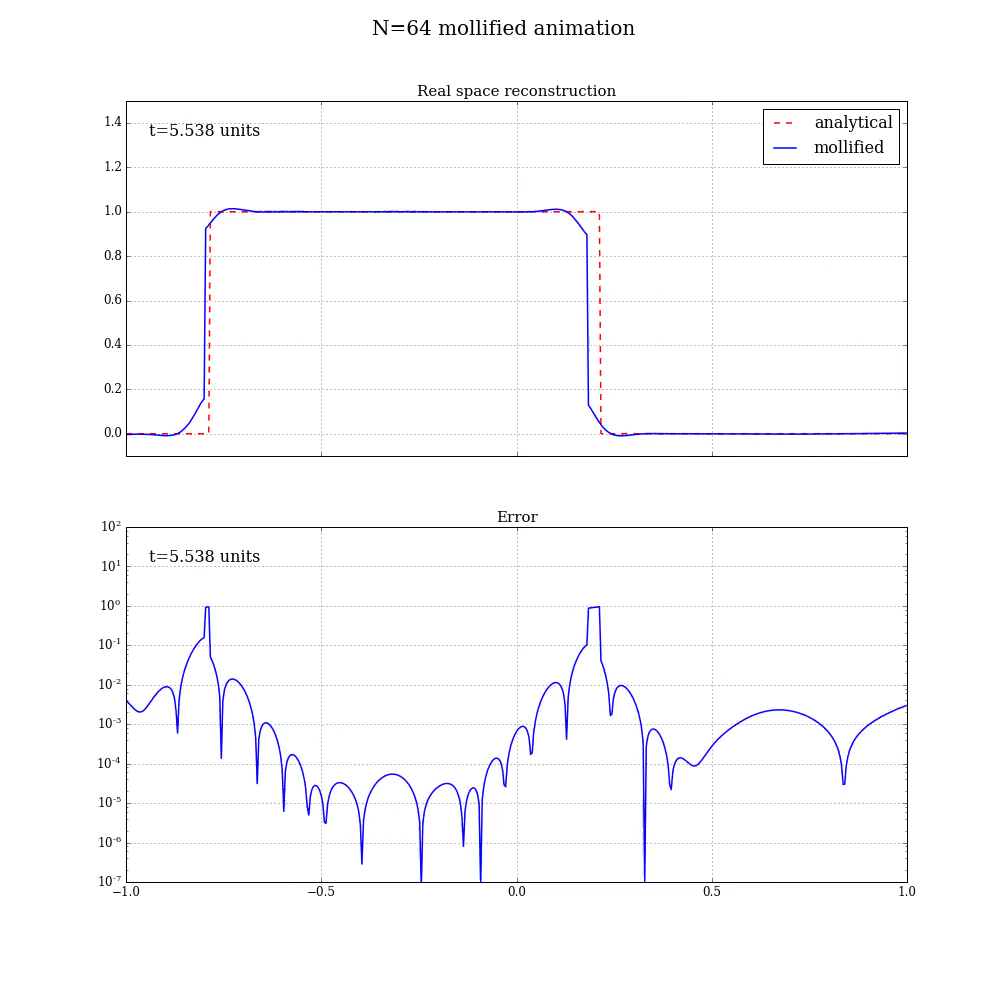 N=64 mollified animation
Real space reconstruction
t=5.538 units
analytical
mollified
1.4
1.2
1.0
0.8
0.6
0.4
0.2
0.0
Error
t=5.538 units
10²
10¹
10⁰
10⁻¹
10⁻²
10⁻³
10⁻⁴
10⁻⁵
10⁻⁶
10⁻⁷
−1.0 −0.5 0.0 0.5 1.0